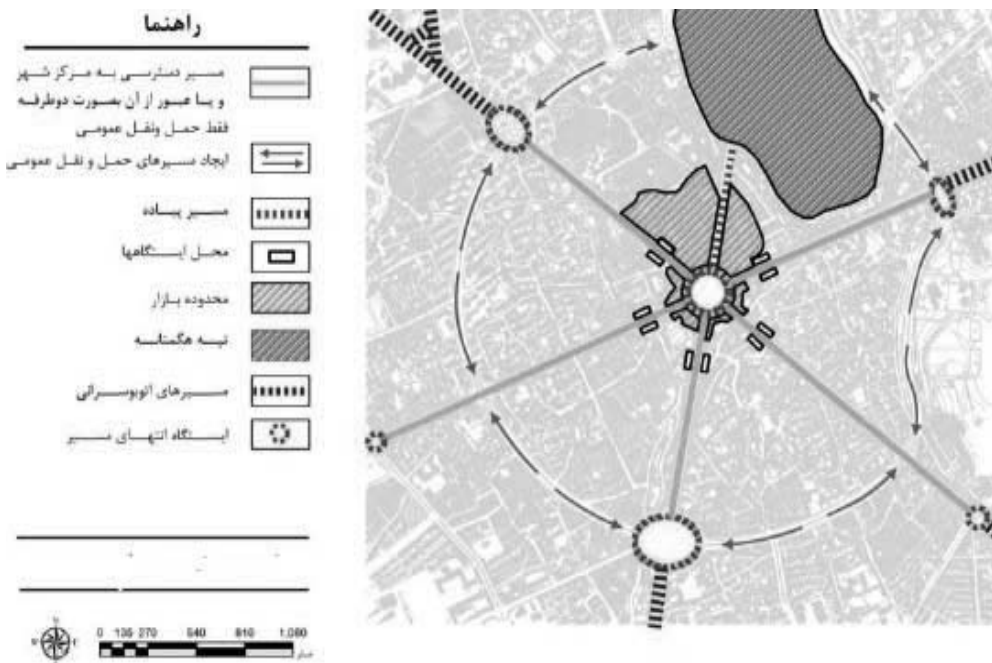 راهنما
مسیر دسترسی به مرکز شهر
و یا عبور از آن بصورت دوطرفه
فقط حمل ونقل عمومی
ایجاد مسیرهای حمل و نقل عمومی
مسیر پیاده
محل ایستگاهها
محدوده بازار
تپه هگمتانه
مسیرهای اتوبوسرانی
ایستگاه انتهای مسیر
0 135 270 540 810 1,080
متر